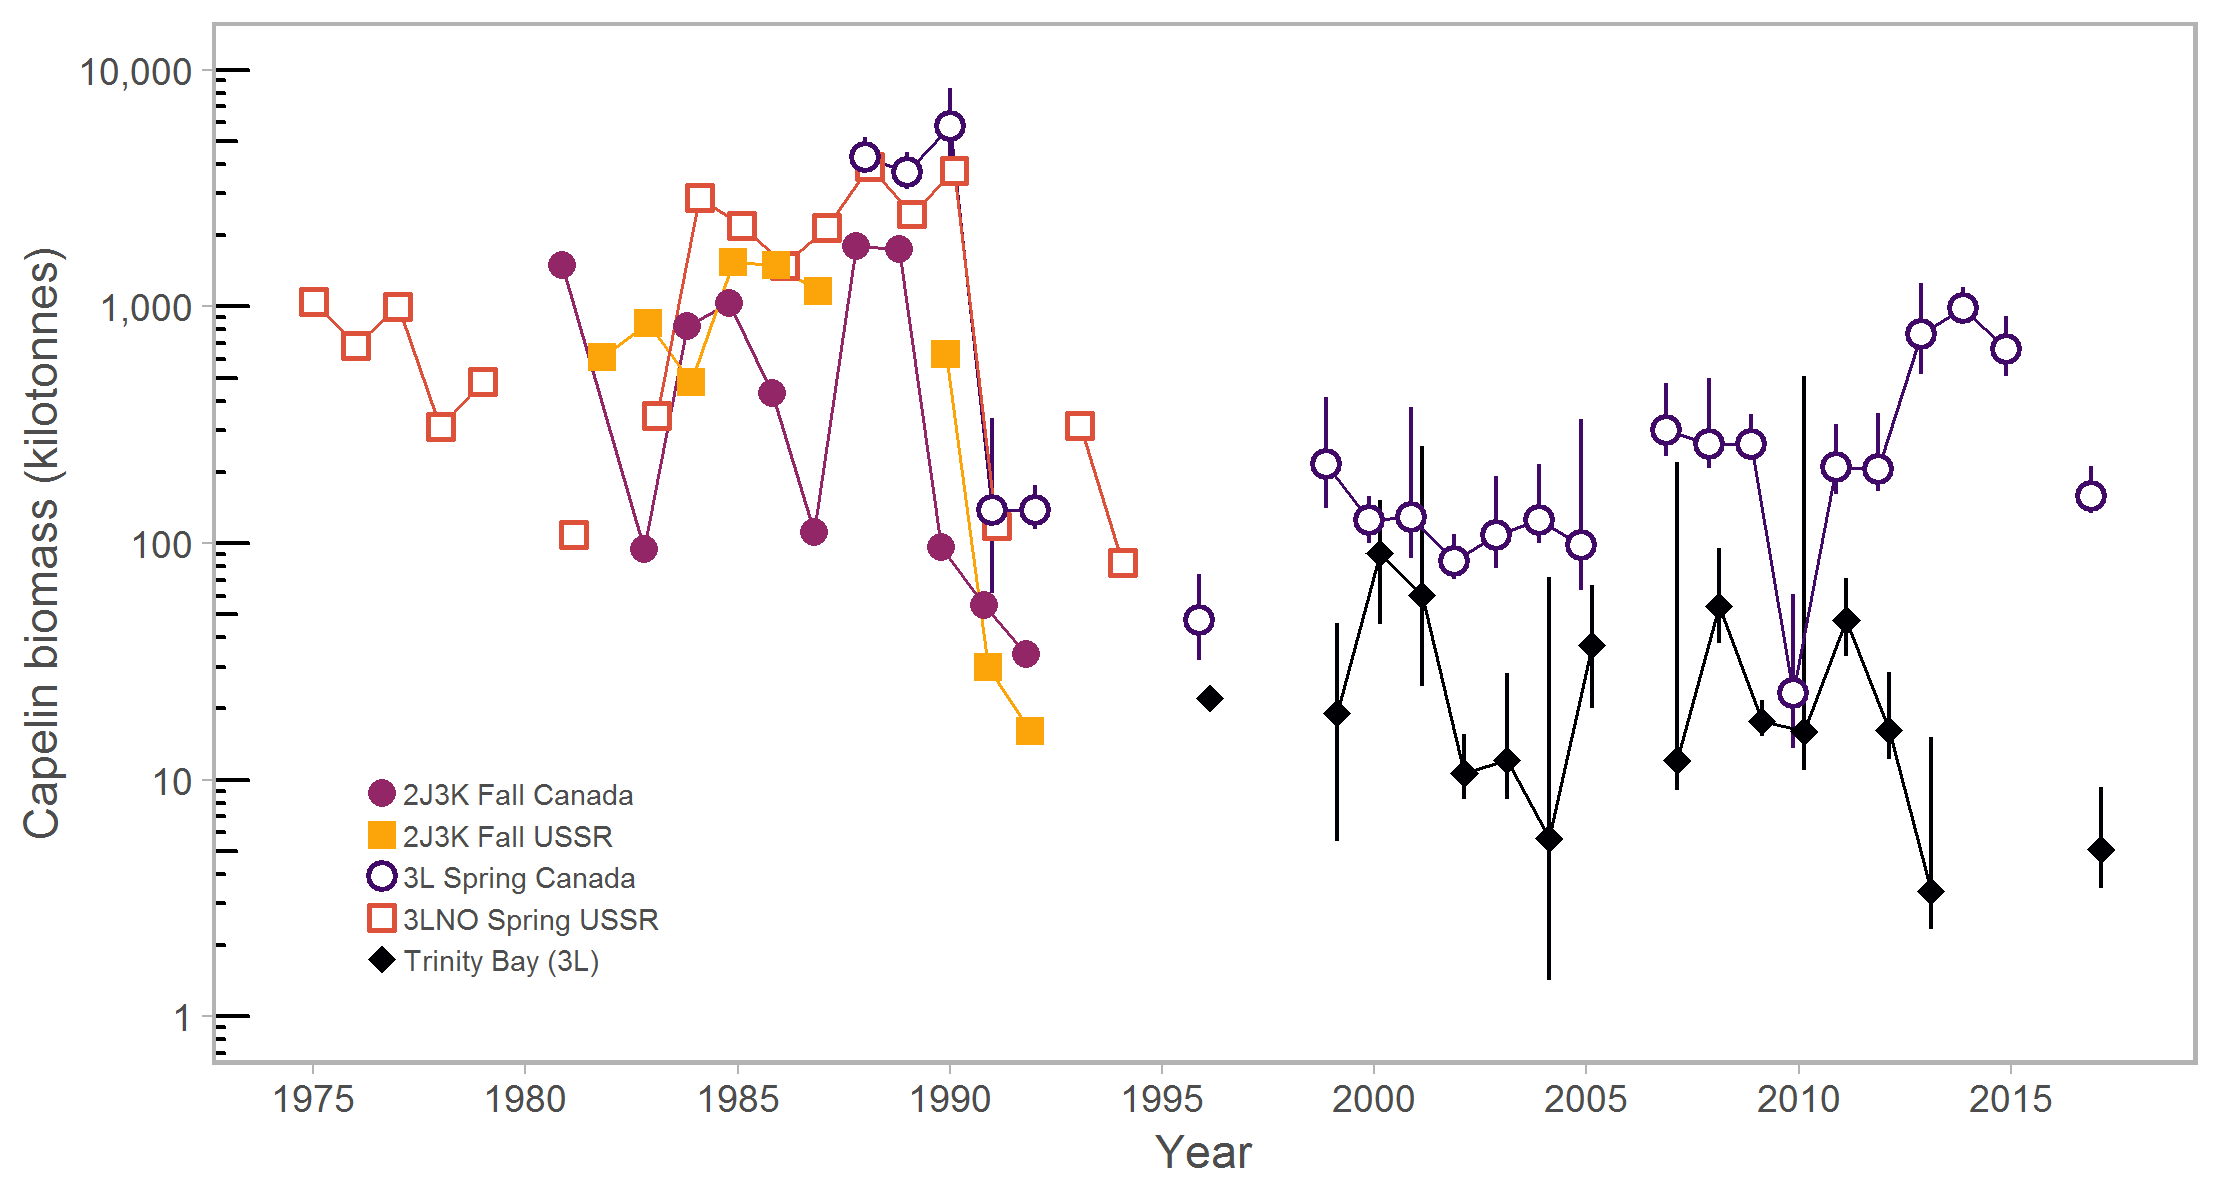 Capelin biomass (kilotonnes)
10,000
1,000
100
10
1
2J3K Fall Canada
2J3K Fall USSR
3L Spring Canada
3LNO Spring USSR
Trinity Bay (3L)
1975 1980 1985 1990 1995 2000 2005 2010 2015
Year